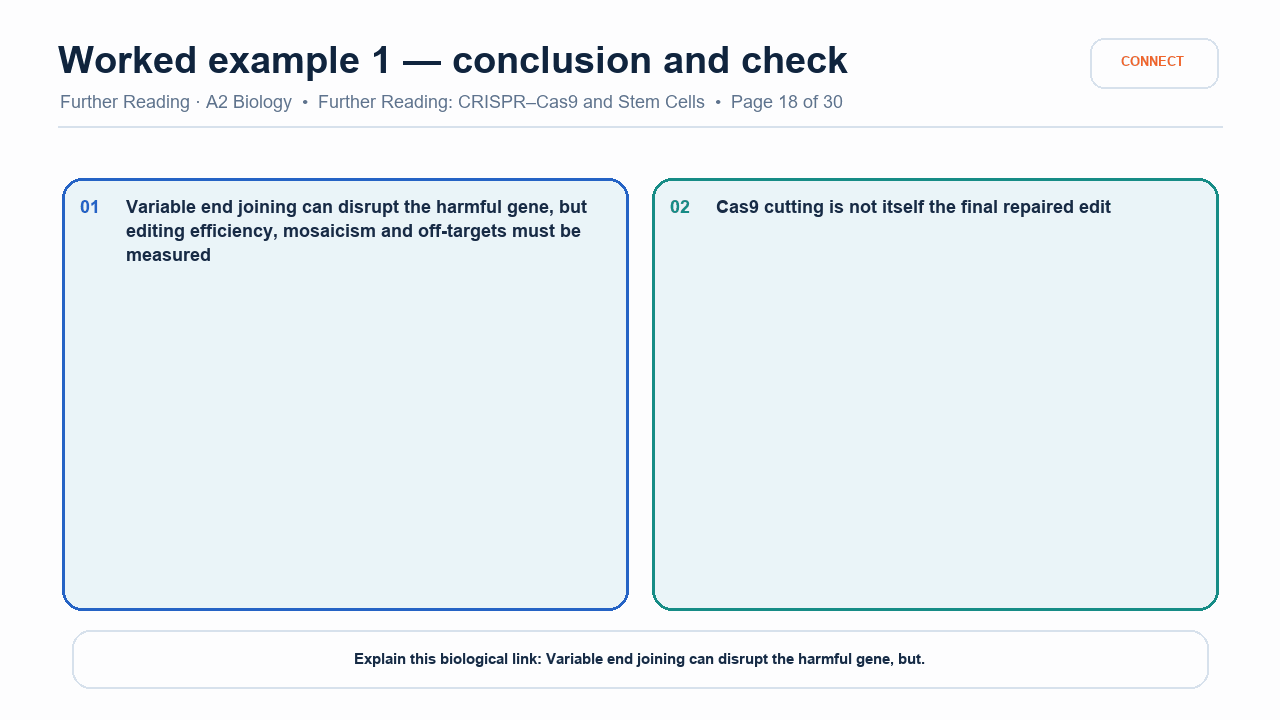 Worked example 1 — conclusion and check
CONNECT
Further Reading · A2 Biology • Further Reading: CRISPR–Cas9 and Stem Cells • Page 18 of 30
01 Variable end joining can disrupt the harmful gene, but
editing efficiency, mosaicism and off-targets must be
measured
02 Cas9 cutting is not itself the final repaired edit
Explain this biological link: Variable end joining can disrupt the harmful gene, but.